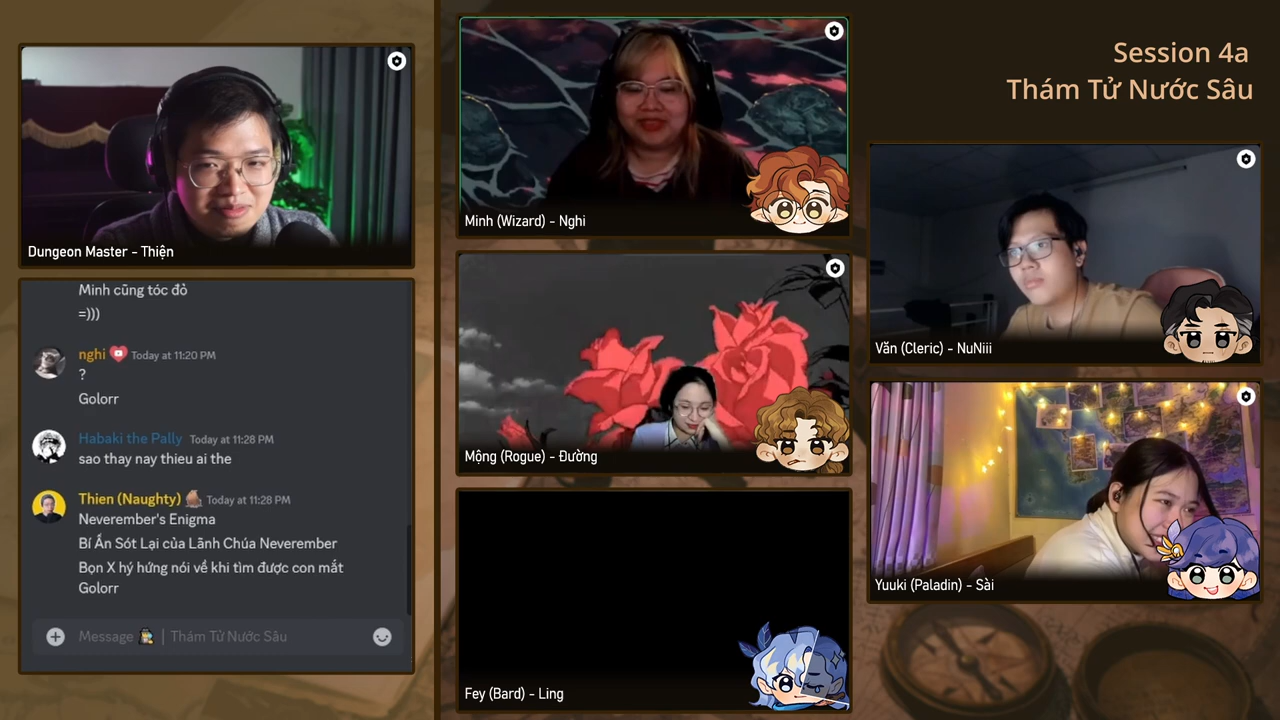 Session 4a
Thám Tử Nước Sâu
Dungeon Master - Thiện
Minh (Wizard) - Nghi
Mộng (Rogue) - Đường
Fey (Bard) - Ling
Văn (Cleric) - NuNiii
Yuuki (Paladin) - Sài
Minh cũng tóc đỏ
=)))
nghi Today at 11:20 PM
?
Golorr
Habaki the Pally Today at 11:28 PM
sao thay nay thieu ai the
Thien (Naughty) Today at 11:28 PM
Neverember's Enigma
Bí Ẩn Sót Lại của Lãnh Chúa Neverember
Bọn X hý hứng nói về khi tìm được con mắt
Golorr
Message | Thám Tử Nước Sâu